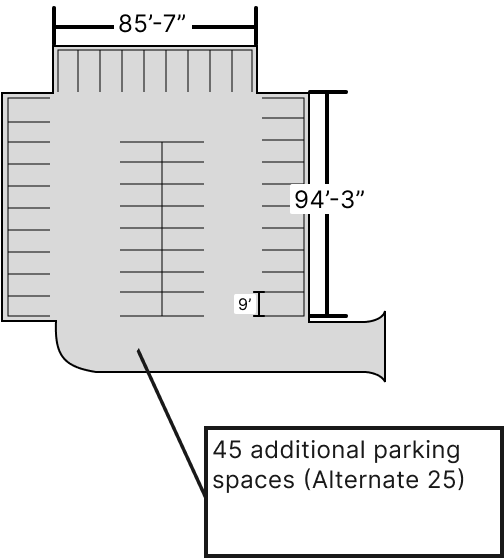 85’-7”
94’-3”
9’
45 additional parking
spaces (Alternate 25)